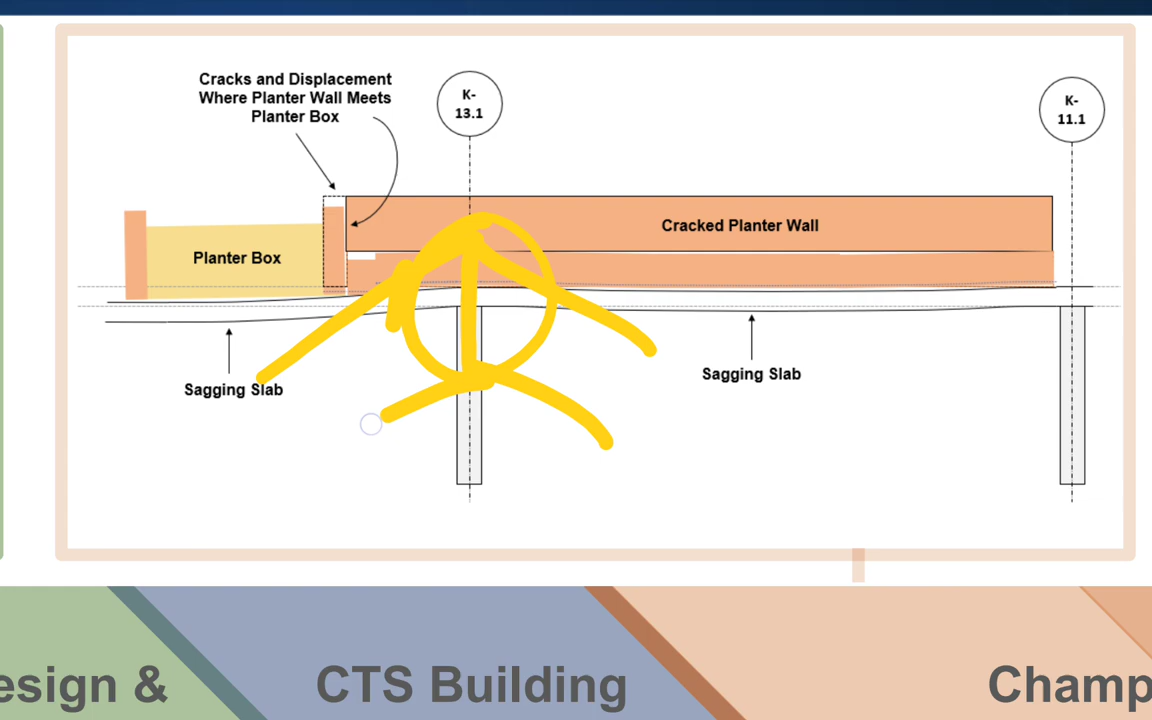 Cracks and Displacement
Where Planter Wall Meets
Planter Box
K-
13.1
K-
11.1
Cracked Planter Wall
Planter Box
Sagging Slab
Sagging Slab
esign &
CTS Building
Champ